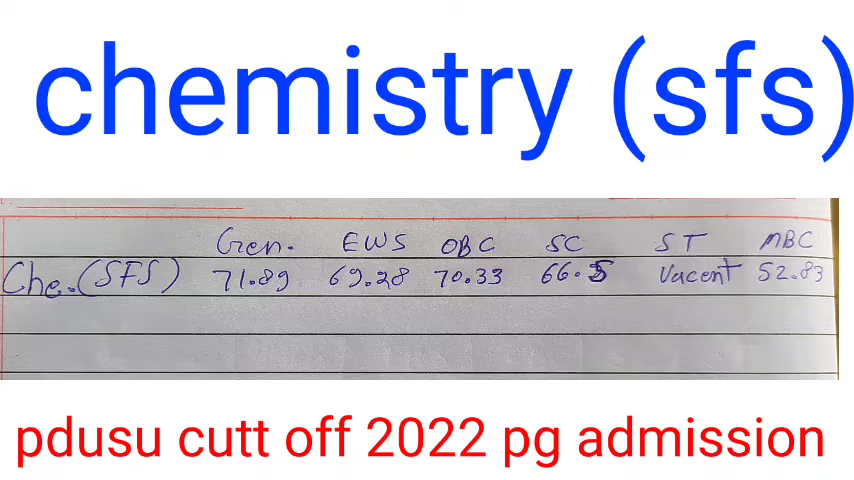 chemistry (sfs)
Gen. EWS OBC SC ST MBC
Che.(SFS) 71.89 69.28 70.33 66.5 Vacent 52.83
pdusu cutt off 2022 pg admission